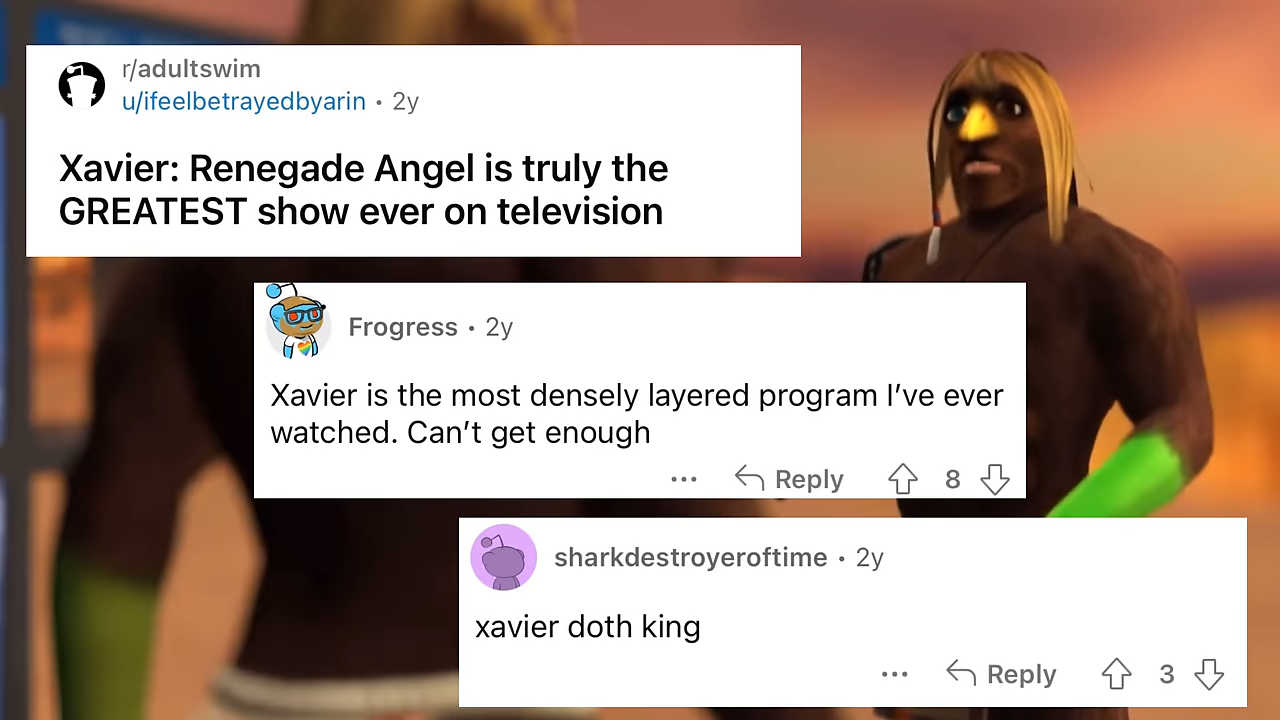 r/adultswim
u/ifeelbetrayedbyarin • 2y
Xavier: Renegade Angel is truly the
GREATEST show ever on television
Frogress • 2y
Xavier is the most densely layered program I’ve ever
watched. Can’t get enough
... Reply 8
sharkdestroyeroftime • 2y
xavier doth king
... Reply 3